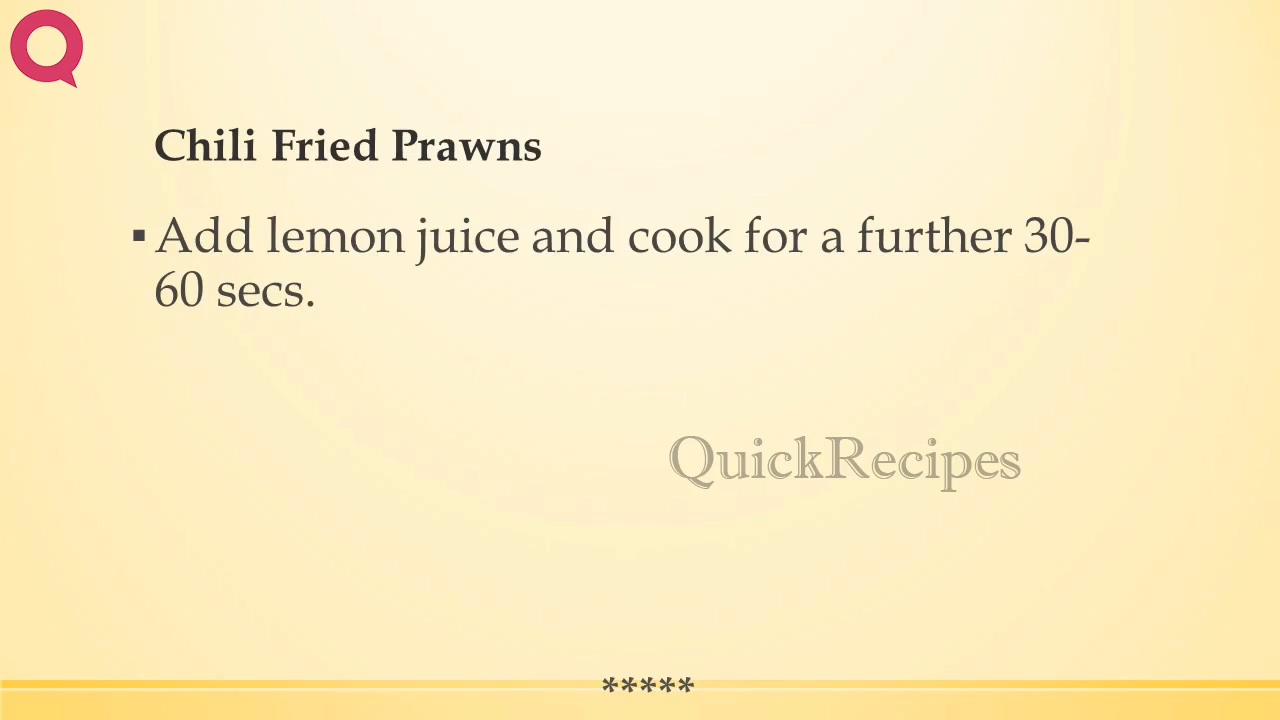 Chili Fried Prawns
▪ Add lemon juice and cook for a further 30-
60 secs.
QuickRecipes
*****